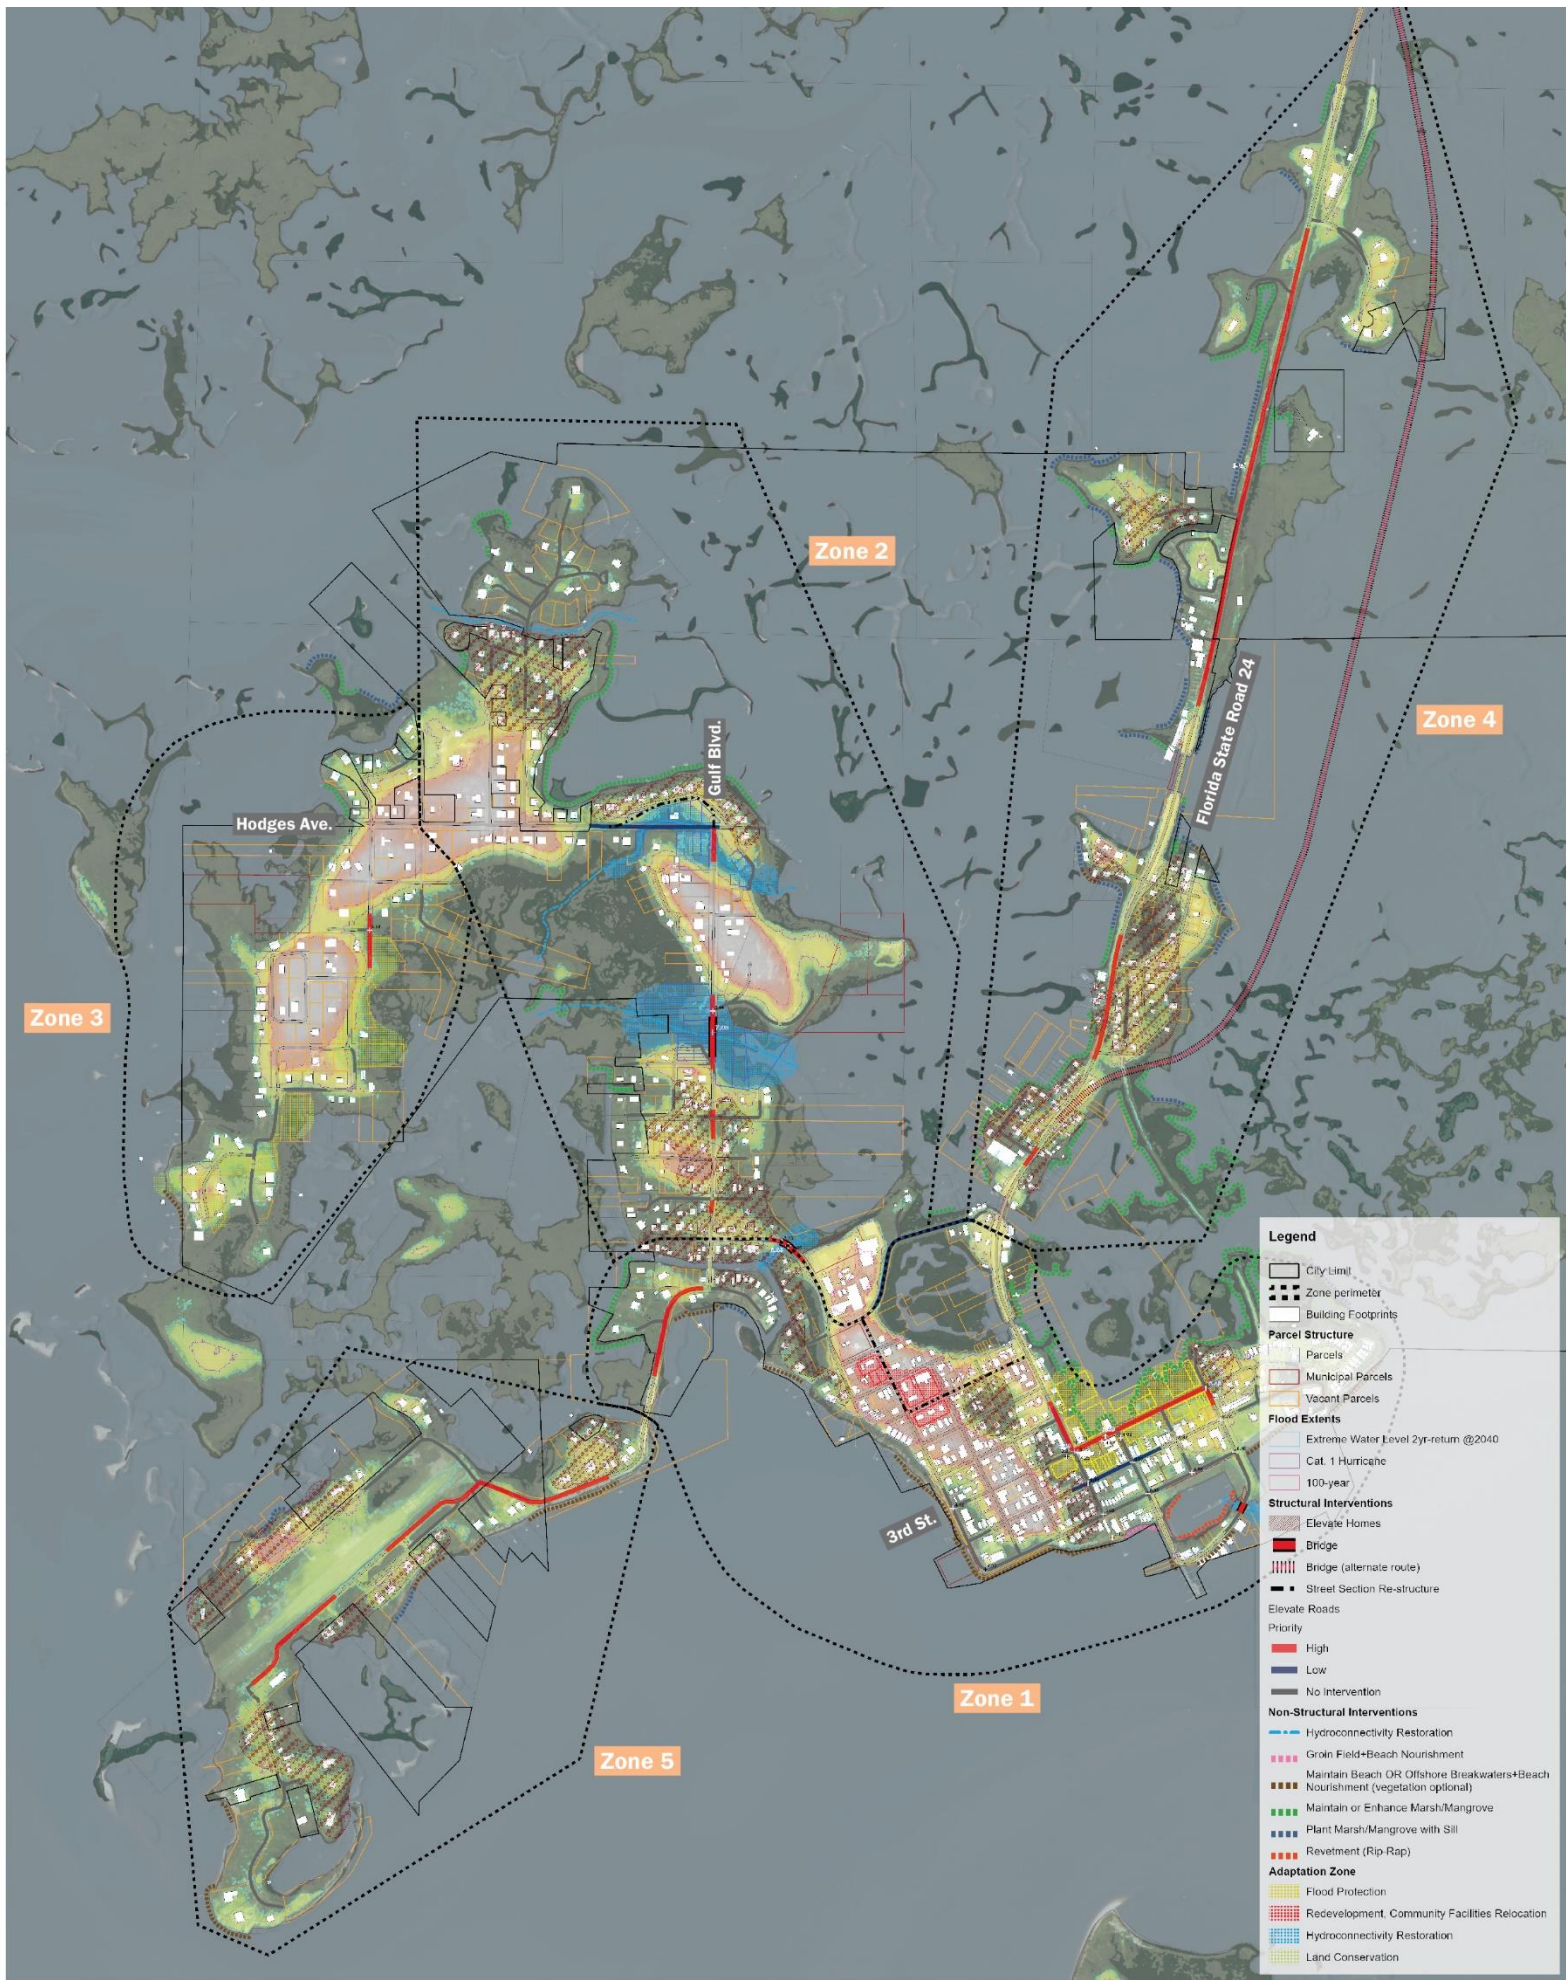 Zone 2
Zone 4
Gulf Blvd.
Florida State Road 24
Hodges Ave.
Zone 3
3rd St.
Zone 1
Zone 5
Legend
City Limit
Zone perimeter
Building Footprints
Parcel Structure
Parcels
Municipal Parcels
Vacant Parcels
Flood Extents
Extreme Water Level 2yr-return @2040
Cat. 1 Hurricane
100-year
Structural Interventions
Elevate Homes
Bridge
Bridge (alternate route)
Street Section Re-structure
Elevate Roads
Priority
High
Low
No Intervention
Non-Structural Interventions
Hydroconnectivity Restoration
Groin Field+Beach Nourishment
Maintain Beach OR Offshore Breakwaters+Beach
Nourishment (vegetation optional)
Maintain or Enhance Marsh/Mangrove
Plant Marsh/Mangrove with Sill
Revetment (Rip-Rap)
Adaptation Zone
Flood Protection
Redevelopment, Community Facilities Relocation
Hydroconnectivity Restoration
Land Conservation